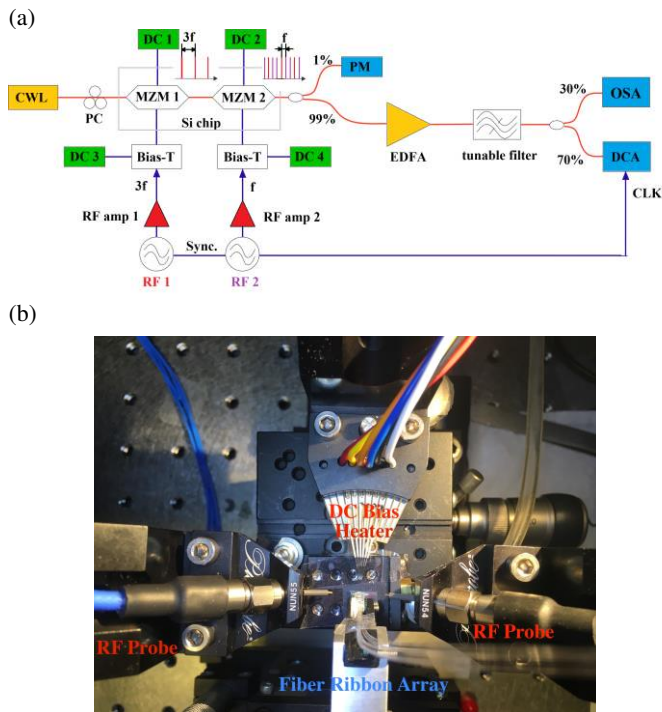 (a)
DC 1
3f
DC 2
f
1%
PM
CWL
PC
MZM 1
MZM 2
99%
Si chip
EDFA
tunable filter
30%
OSA
70%
DCA
CLK
DC 3
Bias-T
Bias-T
DC 4
3f
f
RF amp 1
RF amp 2
Sync.
RF 1
RF 2
(b)
DC Bias
Heater
NUN55
NUN54
RF Probe
RF Probe
Fiber Ribbon Array